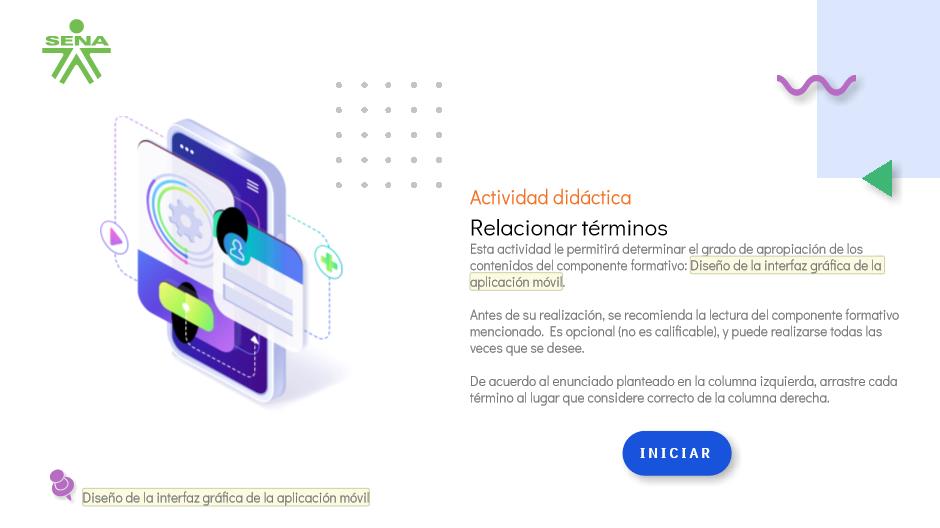 SENA
Actividad didáctica
Relacionar términos
Esta actividad le permitirá determinar el grado de apropiación de los
contenidos del componente formativo: Diseño de la interfaz gráfica de la
aplicación móvil.
Antes de su realización, se recomienda la lectura del componente formativo
mencionado. Es opcional (no es calificable), y puede realizarse todas las
veces que se desee.
De acuerdo al enunciado planteado en la columna izquierda, arrastre cada
término al lugar que considere correcto de la columna derecha.
INICIAR
Diseño de la interfaz gráfica de la aplicación móvil